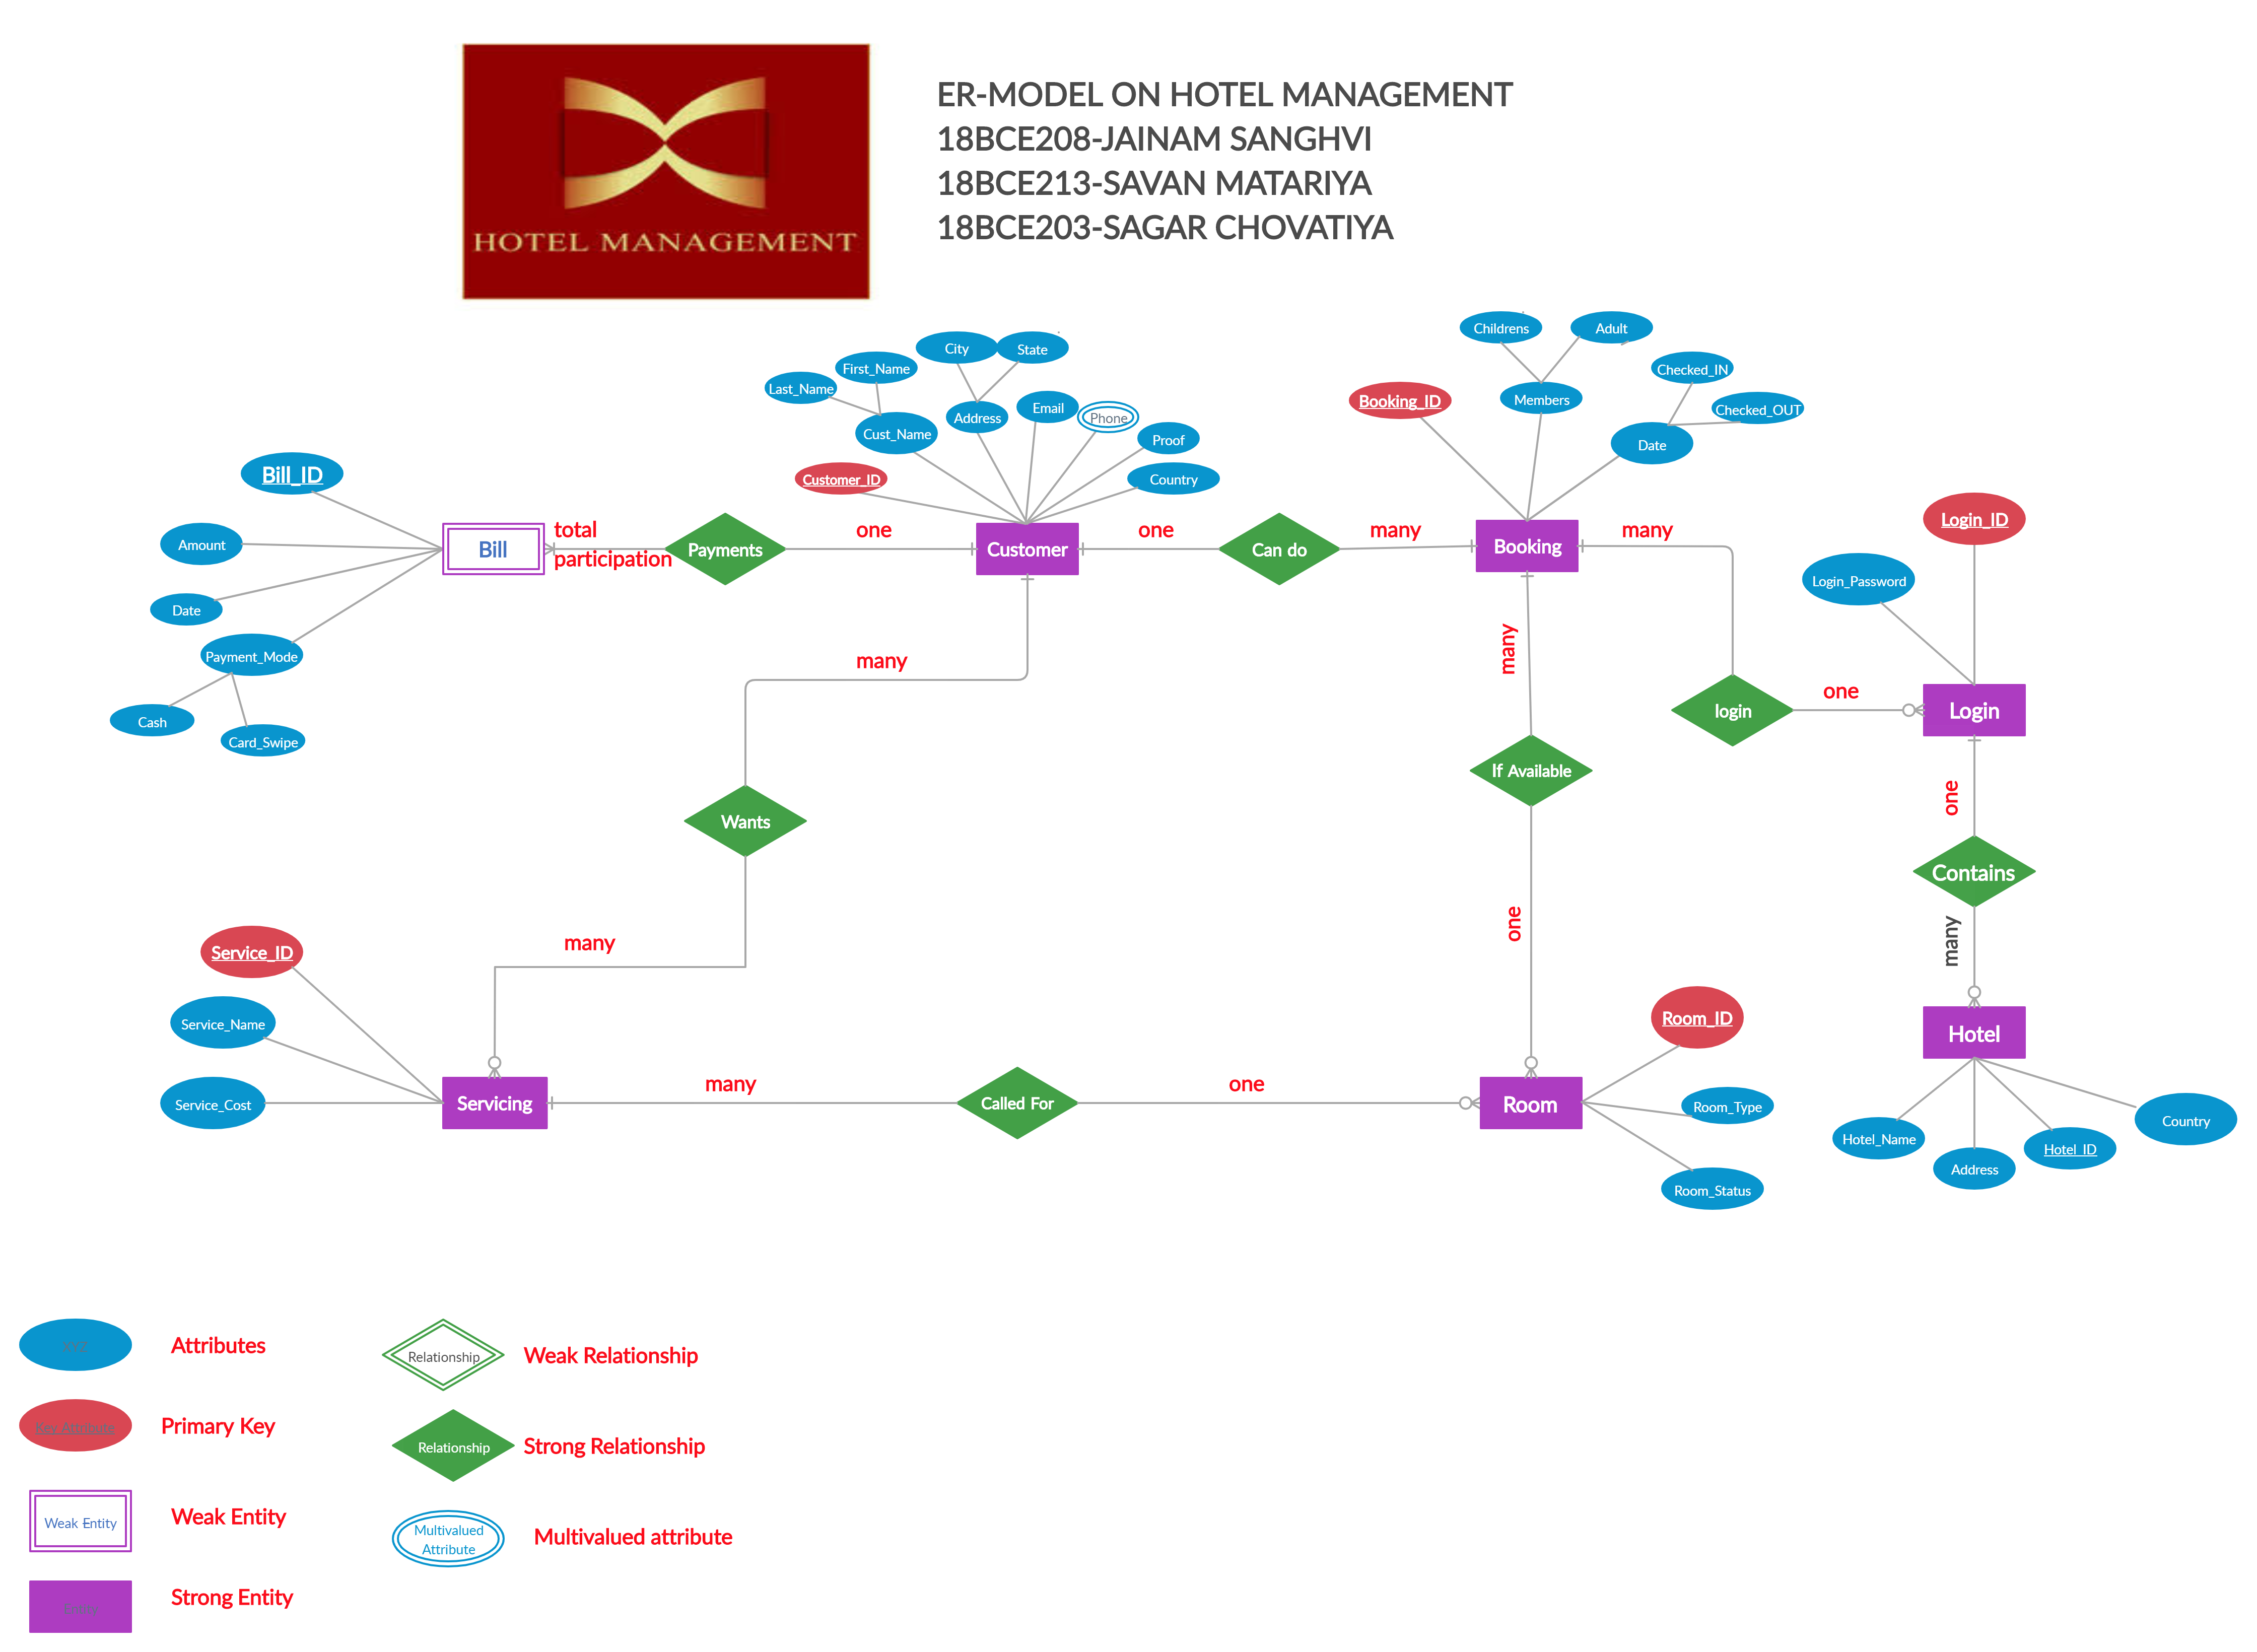 HOTEL MANAGEMENT
ER-MODEL ON HOTEL MANAGEMENT
18BCE208-JAINAM SANGHVI
18BCE213-SAVAN MATARIYA
18BCE203-SAGAR CHOVATIYA
Childrens
Adult
City
State
First_Name
Last_Name
Checked_IN
Members
Booking_ID
Checked_OUT
Email
Address
Phone
Cust_Name
Proof
Date
Customer_ID
Country
Bill_ID
Login_ID
Amount
Bill
total
participation
Payments
one
Customer
one
Can do
many
Booking
many
Login_Password
Date
Payment_Mode
Cash
Card_Swipe
many
many
login
one
Login
If Available
one
Wants
Contains
many
many
one
Service_ID
Service_Name
Service_Cost
Servicing
many
Called For
one
Room
Room_ID
Room_Type
Room_Status
Hotel
Hotel_Name
Address
Hotel_ID
Country
Attributes
Relationship
Weak Relationship
Key Attribute
Primary Key
Relationship
Strong Relationship
Weak Entity
Weak Entity
Multivalued
Attribute
Multivalued attribute
Entity
Strong Entity